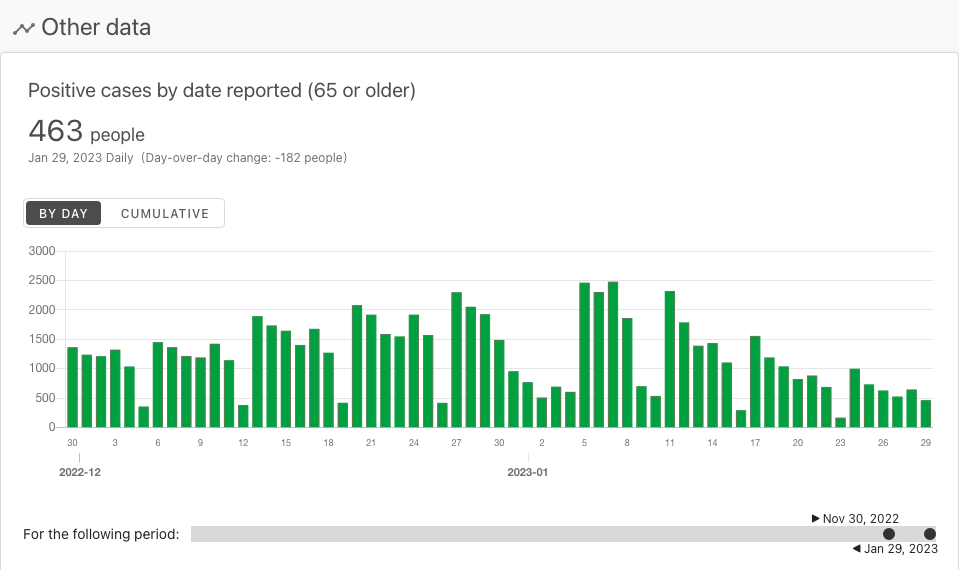 Other data
Positive cases by date reported (65 or older)
463 people
Jan 29, 2023 Daily (Day-over-day change: -182 people)
BY DAY CUMULATIVE
3000
2500
2000
1500
1000
500
0
30 3 6 9 12 15 18 21 24 27 30 2 5 8 11 14 17 20 23 26 29
2022-12 2023-01
▶ Nov 30, 2022
For the following period:
◀ Jan 29, 2023